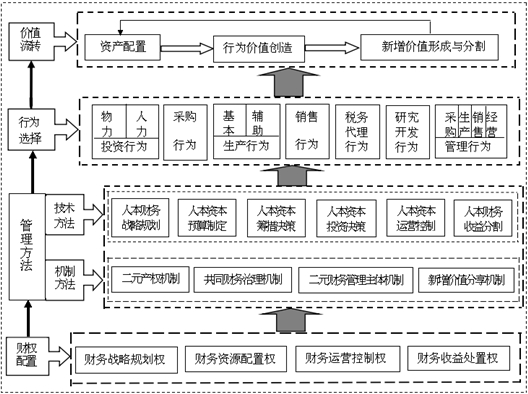 价值
流转
资产配置
行为价值创造
新增价值形成与分割
行为
选择
物力
人力
投资行为
采购
行为
基本
辅助
生产行为
销售
行为
税务
代理
行为
研究
开发
行为
采购
生产
销售
经营
管理行为
管理方法
技术
方法
人本财务
战略规划
人本资本
预算制定
人本资本
筹措决策
人本资本
投资决策
人本资本
运营控制
人本财务
收益分割
机制
方法
二元产权机制
共同财务治理机制
二元财务管理主体机制
新增价值分享机制
财权
配置
财务战略规划权
财务资源配置权
财务运营控制权
财务收益处置权